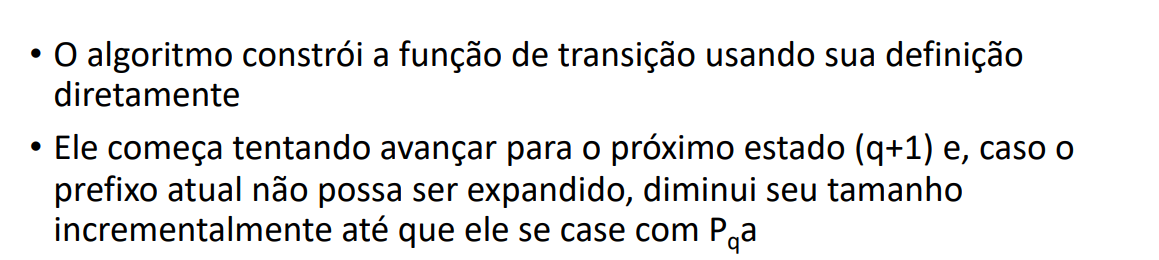 • O algoritmo constrói a função de transição usando sua definição
diretamente
• Ele começa tentando avançar para o próximo estado (q+1) e, caso o
prefixo atual não possa ser expandido, diminui seu tamanho
incrementalmente até que ele se case com Pqa